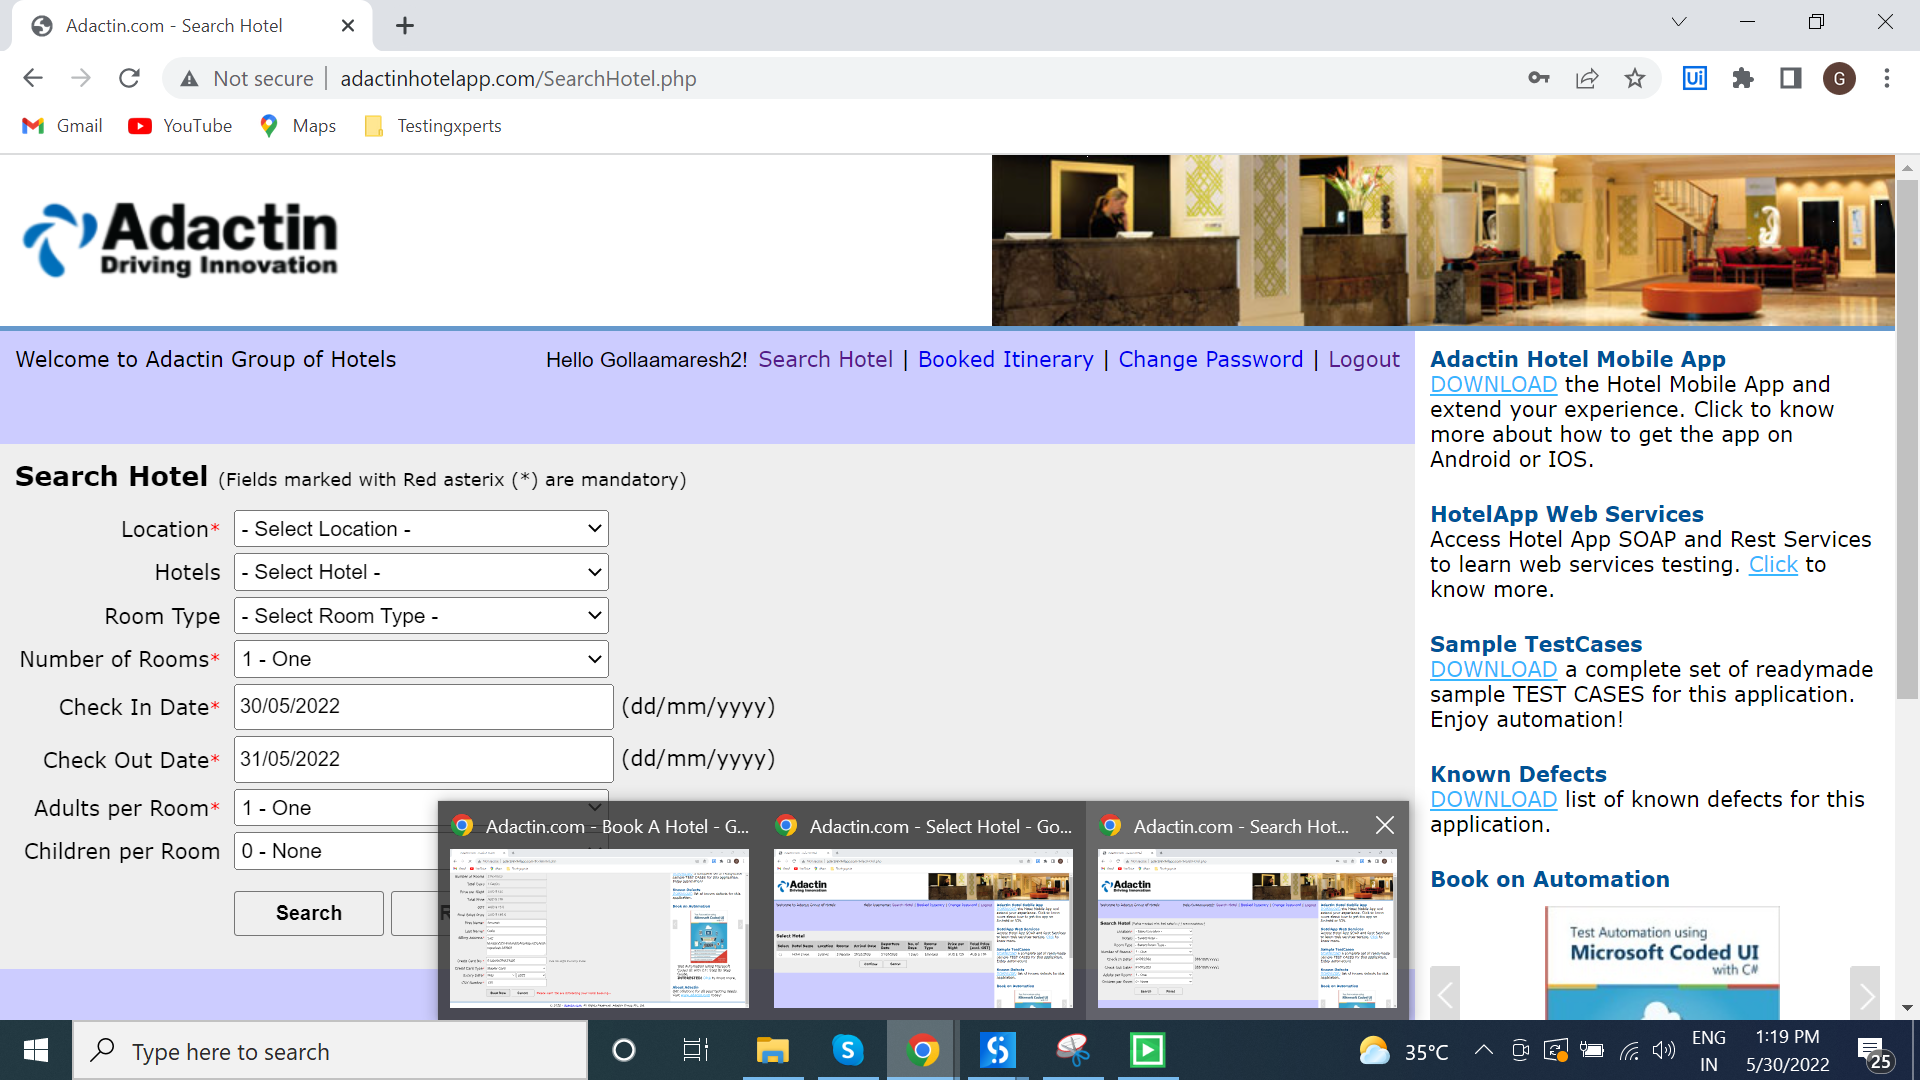 Adactin.com - Search Hotel
Not secure
adactinhotelapp.com/SearchHotel.php
Ui
G
Gmail
YouTube
Maps
Testingxperts
Adactin
Driving Innovation
Welcome to Adactin Group of Hotels
Hello Gollaamaresh2! Search Hotel | Booked Itinerary | Change Password | Logout
Search Hotel (Fields marked with Red asterix (*) are mandatory)
Location*
- Select Location -
Hotels
- Select Hotel -
Room Type
- Select Room Type -
Number of Rooms*
1 - One
Check In Date*
30/05/2022
(dd/mm/yyyy)
Check Out Date*
31/05/2022
(dd/mm/yyyy)
Adults per Room*
1 - One
Children per Room
0 - None
Search
Adactin Hotel Mobile App
DOWNLOAD the Hotel Mobile App and
extend your experience. Click to know
more about how to get the app on
Android or IOS.
HotelApp Web Services
Access Hotel App SOAP and Rest Services
to learn web services testing. Click to
know more.
Sample TestCases
DOWNLOAD a complete set of readymade
sample TEST CASES for this application.
Enjoy automation!
Known Defects
DOWNLOAD list of known defects for this
application.
Book on Automation
Test Automation using
Microsoft Coded UI
with C#
Adactin.com - Book A Hotel - G...
Adactin.com - Select Hotel - Go...
Adactin.com - Search Hot...
Adactin
Select Hotel
Adactin
Search Hotel
Book on Automation
Type here to search
35°C
ENG
IN
1:19 PM
5/30/2022
25